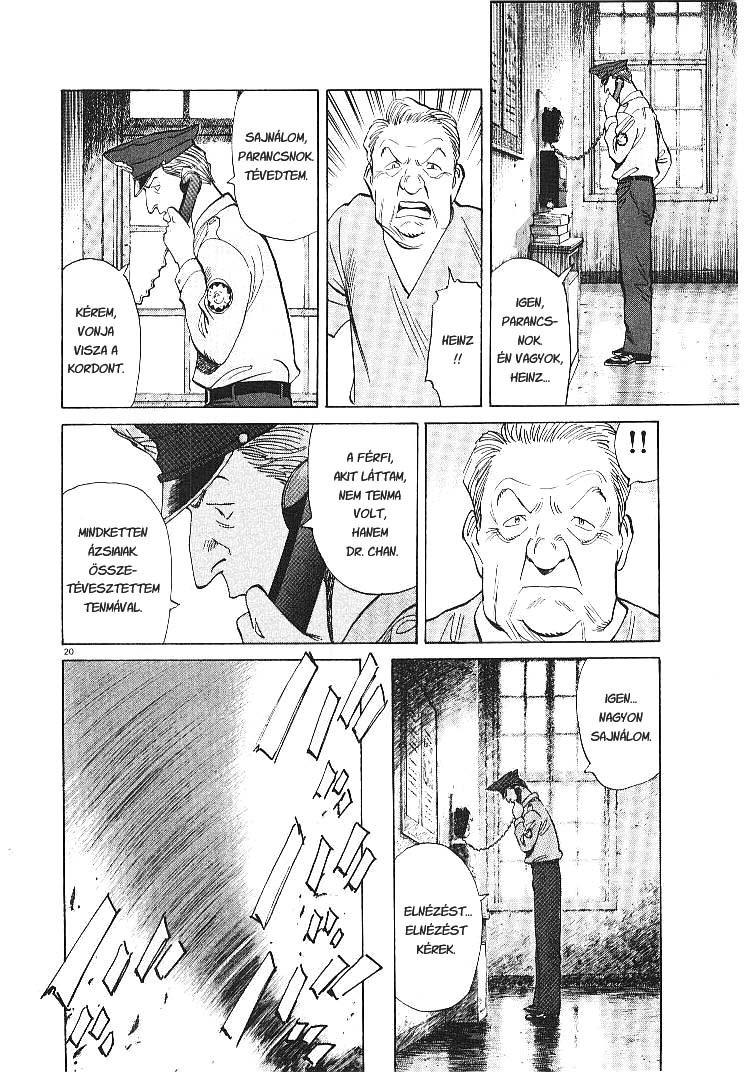 IGEN,
PARANCS-
NOK.
ÉN VAGYOK,
HEINZ...
HEINZ
!!
SAJNÁLOM,
PARANCSNOK.
TÉVEDTEM.
KÉREM,
VONJA
VISSZA A
KORDONT.
!!
A FÉRFI,
AKIT LÁTTAM,
NEM TENMA
VOLT,
HANEM
DR. CHAN.
MINDKETTEN
ÁZSIAIAK.
ÖSSZE-
TÉVESZTETTEM
TENMÁVAL.
20
IGEN...
NAGYON
SAJNÁLOM.
ELNÉZÉST...
ELNÉZÉST
KÉREK.